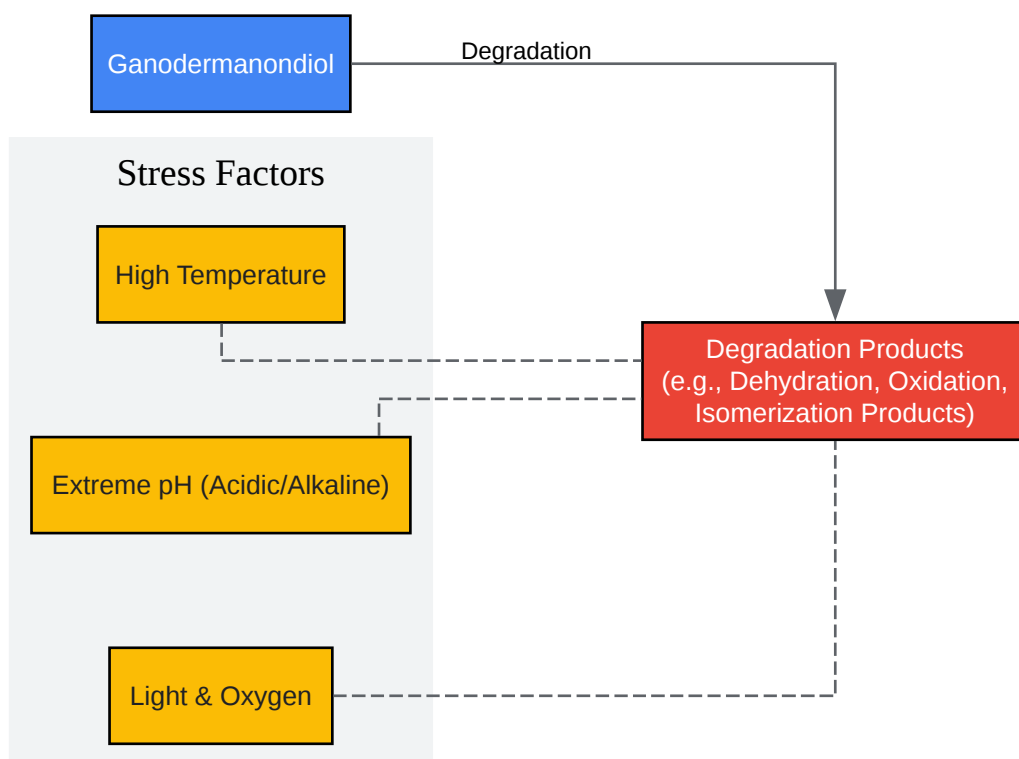 Ganodermanondiol
Degradation
Stress Factors
High Temperature
Degradation Products
(e.g., Dehydration, Oxidation,
Isomerization Products)
Extreme pH (Acidic/Alkaline)
Light & Oxygen